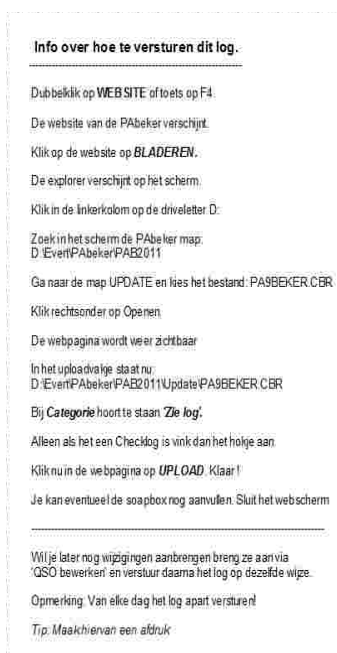 Info over hoe te versturen dit log.
Dubbelklik op WEBSITE of toets op F4.
De website van de PAbeker verschijnt.
Klik op de website op BLADEREN.
De explorer verschijnt op het scherm.
Klik in de linkerkolom op de driveletter D:
Zoek in het scherm de PAbeker map:
D:\Evert\PAbeker\PAB2011
Ga naar de map UPDATE en kies het bestand: PA9BEKER.CBR
Klik rechtsonder op Openen
De webpagina wordt weer zichtbaar
In het uploadvakje staat nu:
D:\Evert\PAbeker\PAB2011\Update\PA9BEKER.CBR
Bij Categorie hoort te staan 'Zie log'.
Alleen als het een Checklog is vink dan het hokje aan.
Klik nu in de webpagina op UPLOAD. Klaar !
Je kan eventueel de soapbox nog aanvullen. Sluit het webscherm
Wil je later nog wijzigingen aanbrengen breng ze aan via
'QSO bewerken' en verstuur daarna het log op dezelfde wijze.
Opmerking: Van elke dag het log apart versturen!
Tip: Maak hiervan een afdruk